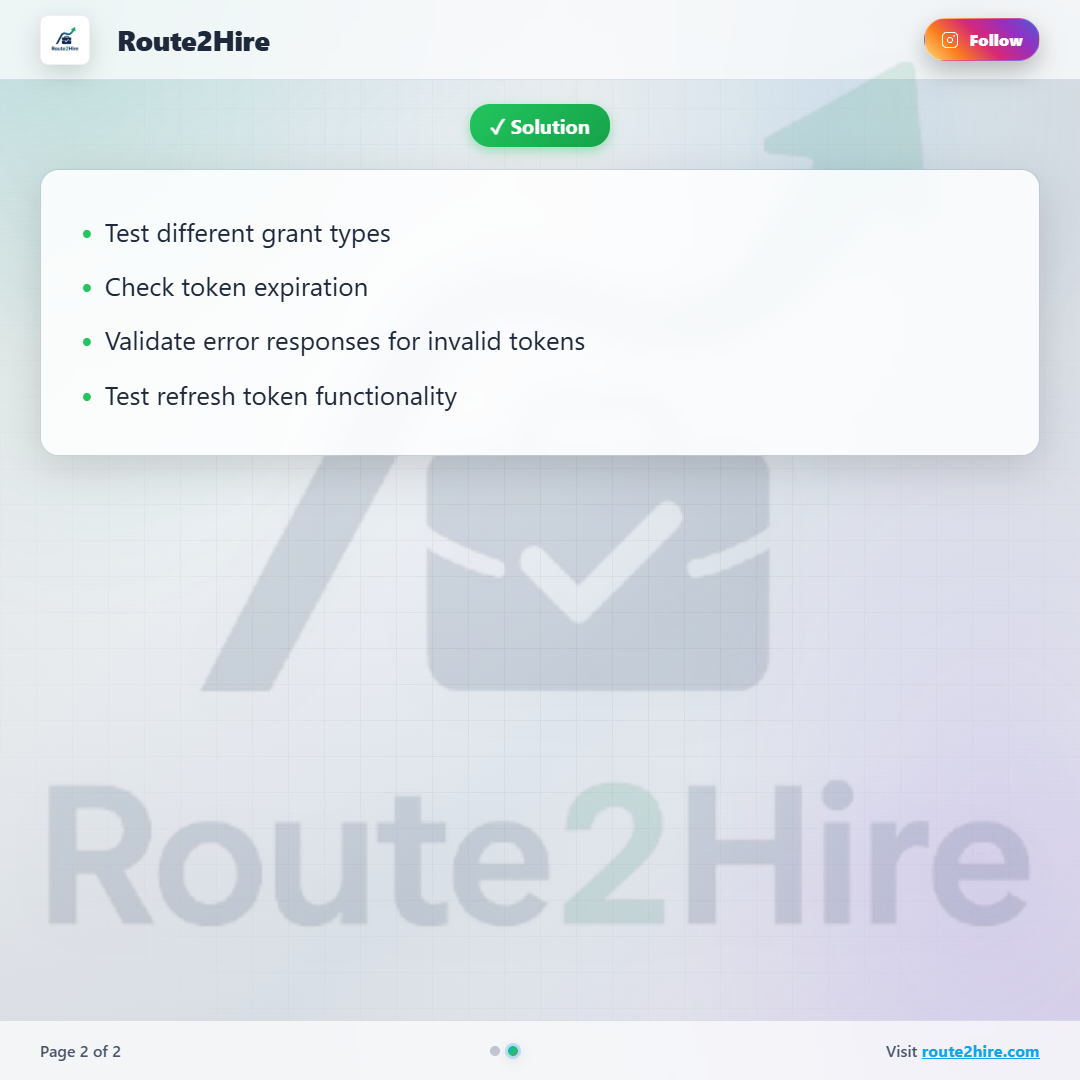 Route2Hire
Route2Hire
Follow
✓ Solution
• Test different grant types
• Check token expiration
• Validate error responses for invalid tokens
• Test refresh token functionality
Route2Hire
Page 2 of 2
Visit route2hire.com